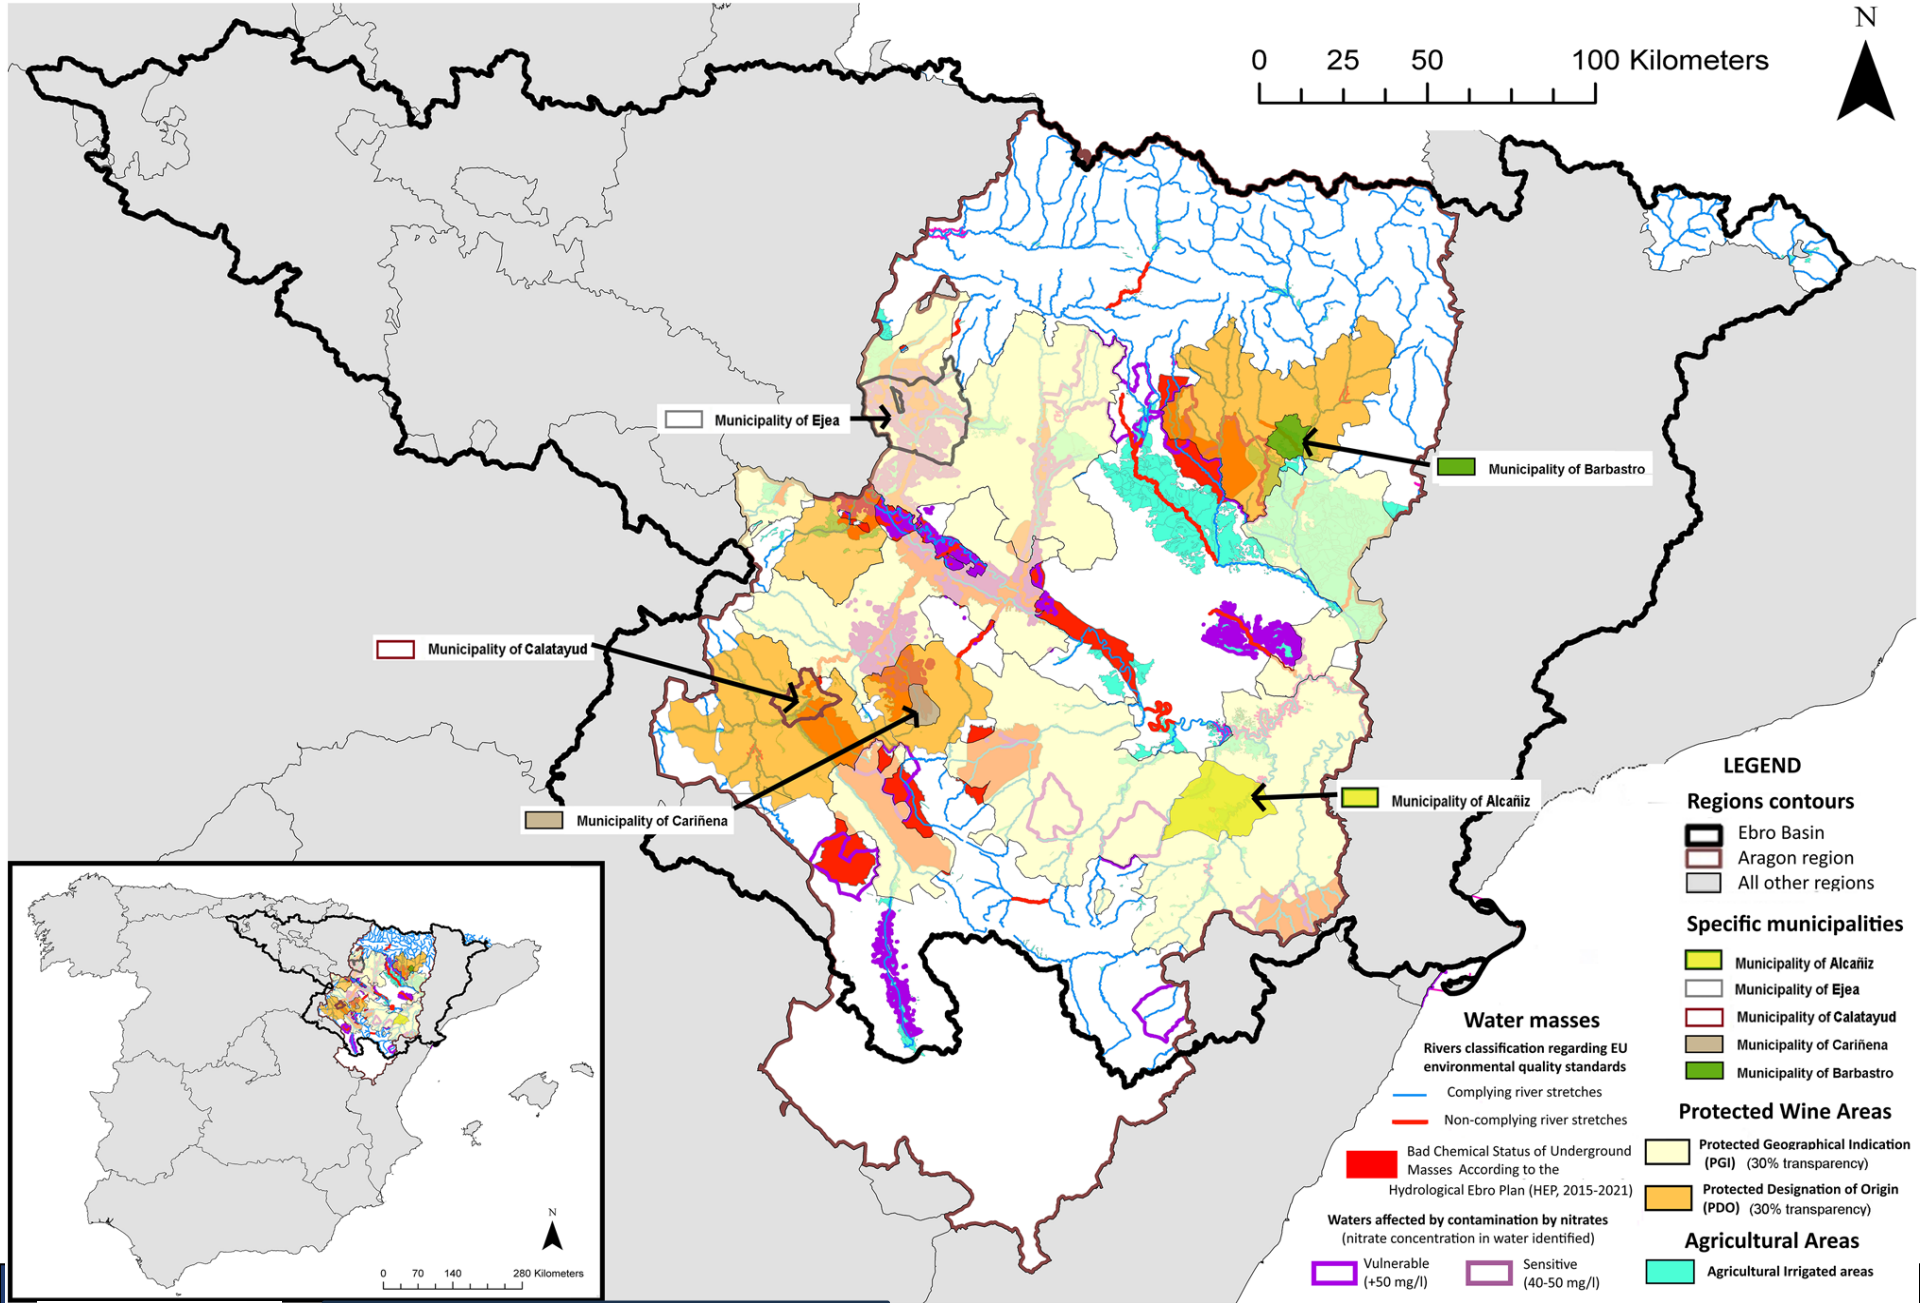 N
0 25 50 100 Kilometers
Municipality of Ejea
Municipality of Barbastro
Municipality of Calatayud
Municipality of Cariñena
Municipality of Alcañiz
LEGEND
Regions contours
Ebro Basin
Aragon region
All other regions
Specific municipalities
Municipality of Alcañiz
Municipality of Ejea
Municipality of Calatayud
Municipality of Cariñena
Municipality of Barbastro
Protected Wine Areas
Protected Geographical Indication
(PGI) (30% transparency)
Protected Designation of Origin
(PDO) (30% transparency)
Agricultural Areas
Agricultural Irrigated areas
Water masses
Rivers classification regarding EU
environmental quality standards
Complying river stretches
Non-complying river stretches
Bad Chemical Status of Underground
Masses According to the
Hydrological Ebro Plan (HEP, 2015-2021)
Waters affected by contamination by nitrates
(nitrate concentration in water identified)
Vulnerable
(+50 mg/l)
Sensitive
(40-50 mg/l)
N
0 70 140 280 Kilometers